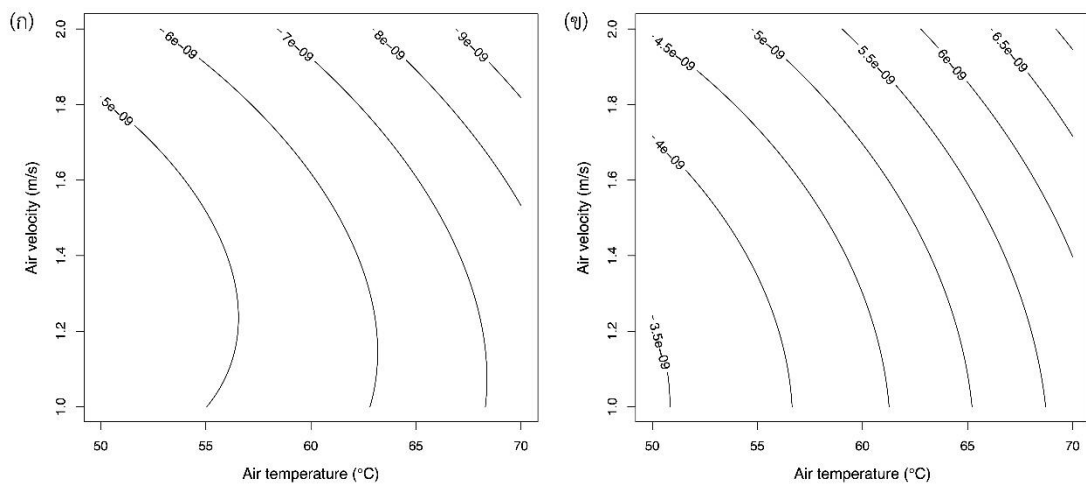 (ก)
5e−09
6e−09
7e−09
8e−09
9e−09
2.0
1.8
1.6
1.4
1.2
1.0
Air velocity (m/s)
50 55 60 65 70
Air temperature (°C)
(ข)
3.5e−09
4e−09
4.5e−09
5e−09
5.5e−09
6e−09
6.5e−09
2.0
1.8
1.6
1.4
1.2
1.0
Air velocity (m/s)
50 55 60 65 70
Air temperature (°C)